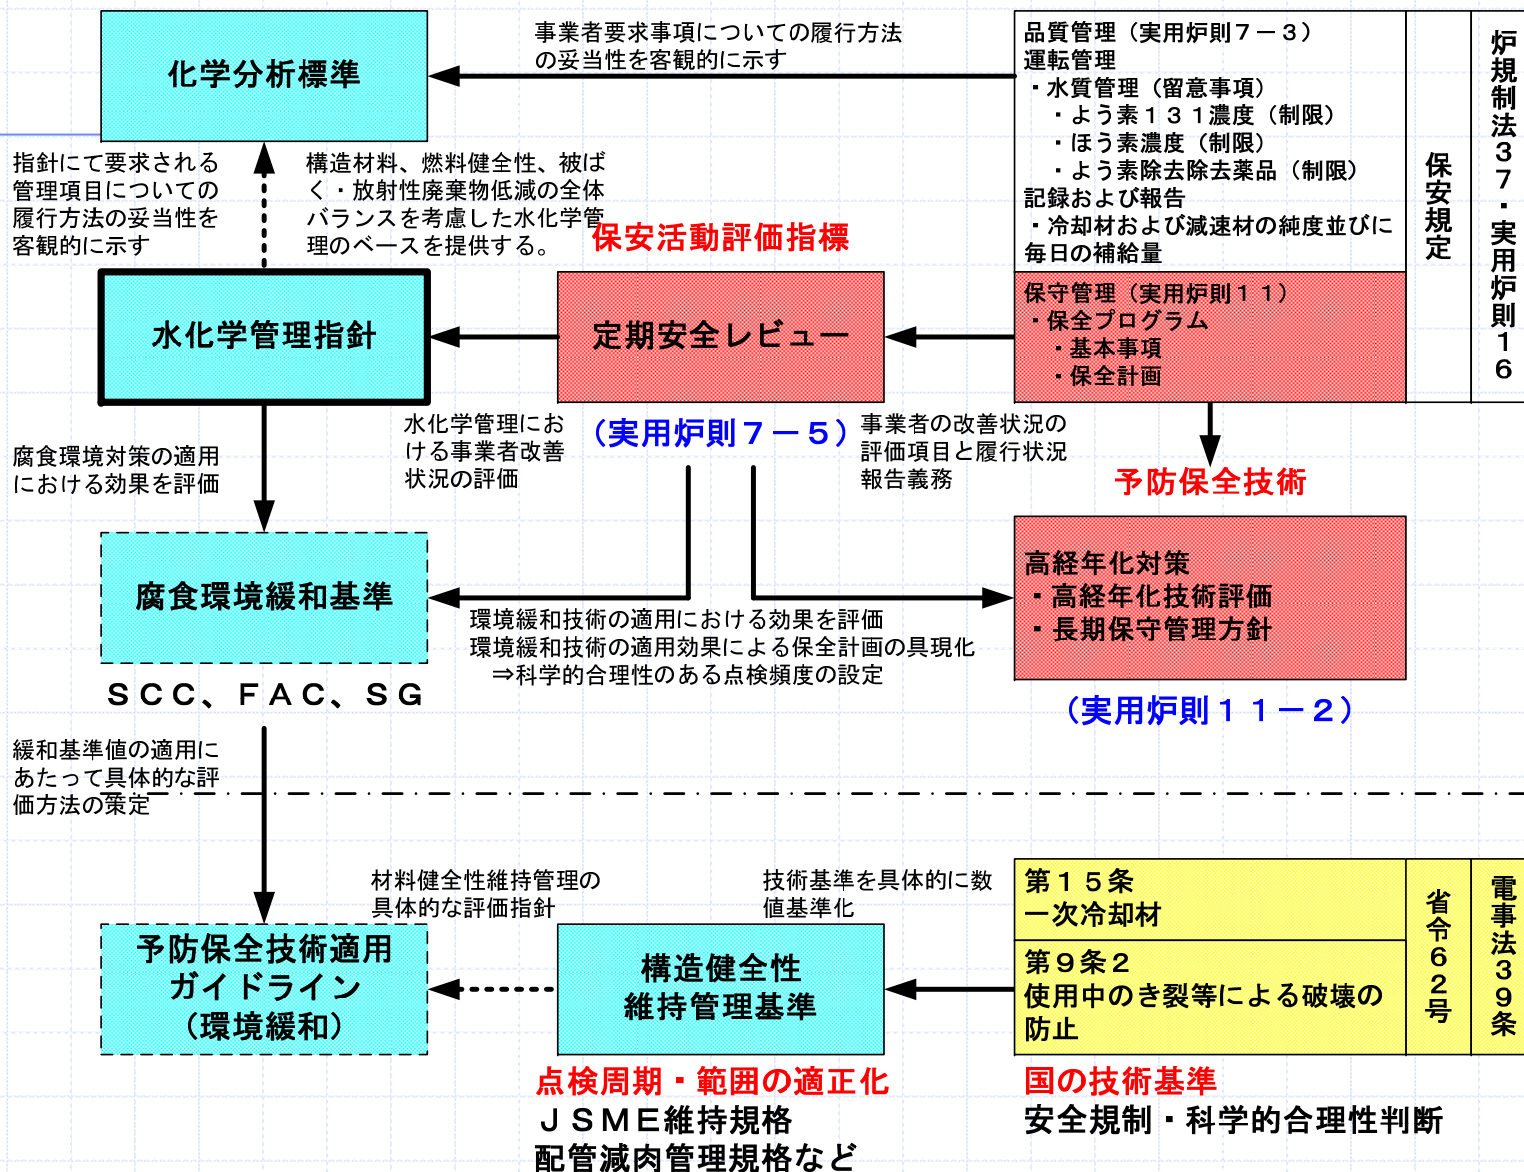 化学分析標準
事業者要求事項についての履行方法
の妥当性を客観的に示す
品質管理（実用炉則７－３）
運転管理
・水質管理（留意事項）
・よう素１３１濃度（制限）
・ほう素濃度（制限）
・よう素除去除去薬品（制限）
記録および報告
・冷却材および減速材の純度並びに
毎日の補給量
保安規定
炉規制法３７・実用炉則１６
指針にて要求される
管理項目についての
履行方法の妥当性を
客観的に示す
構造材料、燃料健全性、被ば
く・放射性廃棄物低減の全体
バランスを考慮した水化学管
理のベースを提供する。
保安活動評価指標
水化学管理指針
定期安全レビュー
保守管理（実用炉則１１）
・保全プログラム
・基本事項
・保全計画
腐食環境対策の適用
における効果を評価
水化学管理にお
ける事業者改善
状況の評価
（実用炉則７－５）
事業者の改善状況の
評価項目と履行状況
報告義務
予防保全技術
腐食環境緩和基準
環境緩和技術の適用における効果を評価
環境緩和技術の適用効果による保全計画の具現化
⇒科学的合理性のある点検頻度の設定
高経年化対策
・高経年化技術評価
・長期保守管理方針
ＳＣＣ、ＦＡＣ、ＳＧ
（実用炉則１１－２）
緩和基準値の適用に
あたって具体的な評
価方法の策定
材料健全性維持管理の
具体的な評価指針
技術基準を具体的に数
値基準化
第１５条
一次冷却材
第９条２
使用中のき裂等による破壊の
防止
省令６２号
電事法３９条
予防保全技術適用
ガイドライン
（環境緩和）
構造健全性
維持管理基準
点検周期・範囲の適正化
ＪＳＭＥ維持規格
配管減肉管理規格など
国の技術基準
安全規制・科学的合理性判断